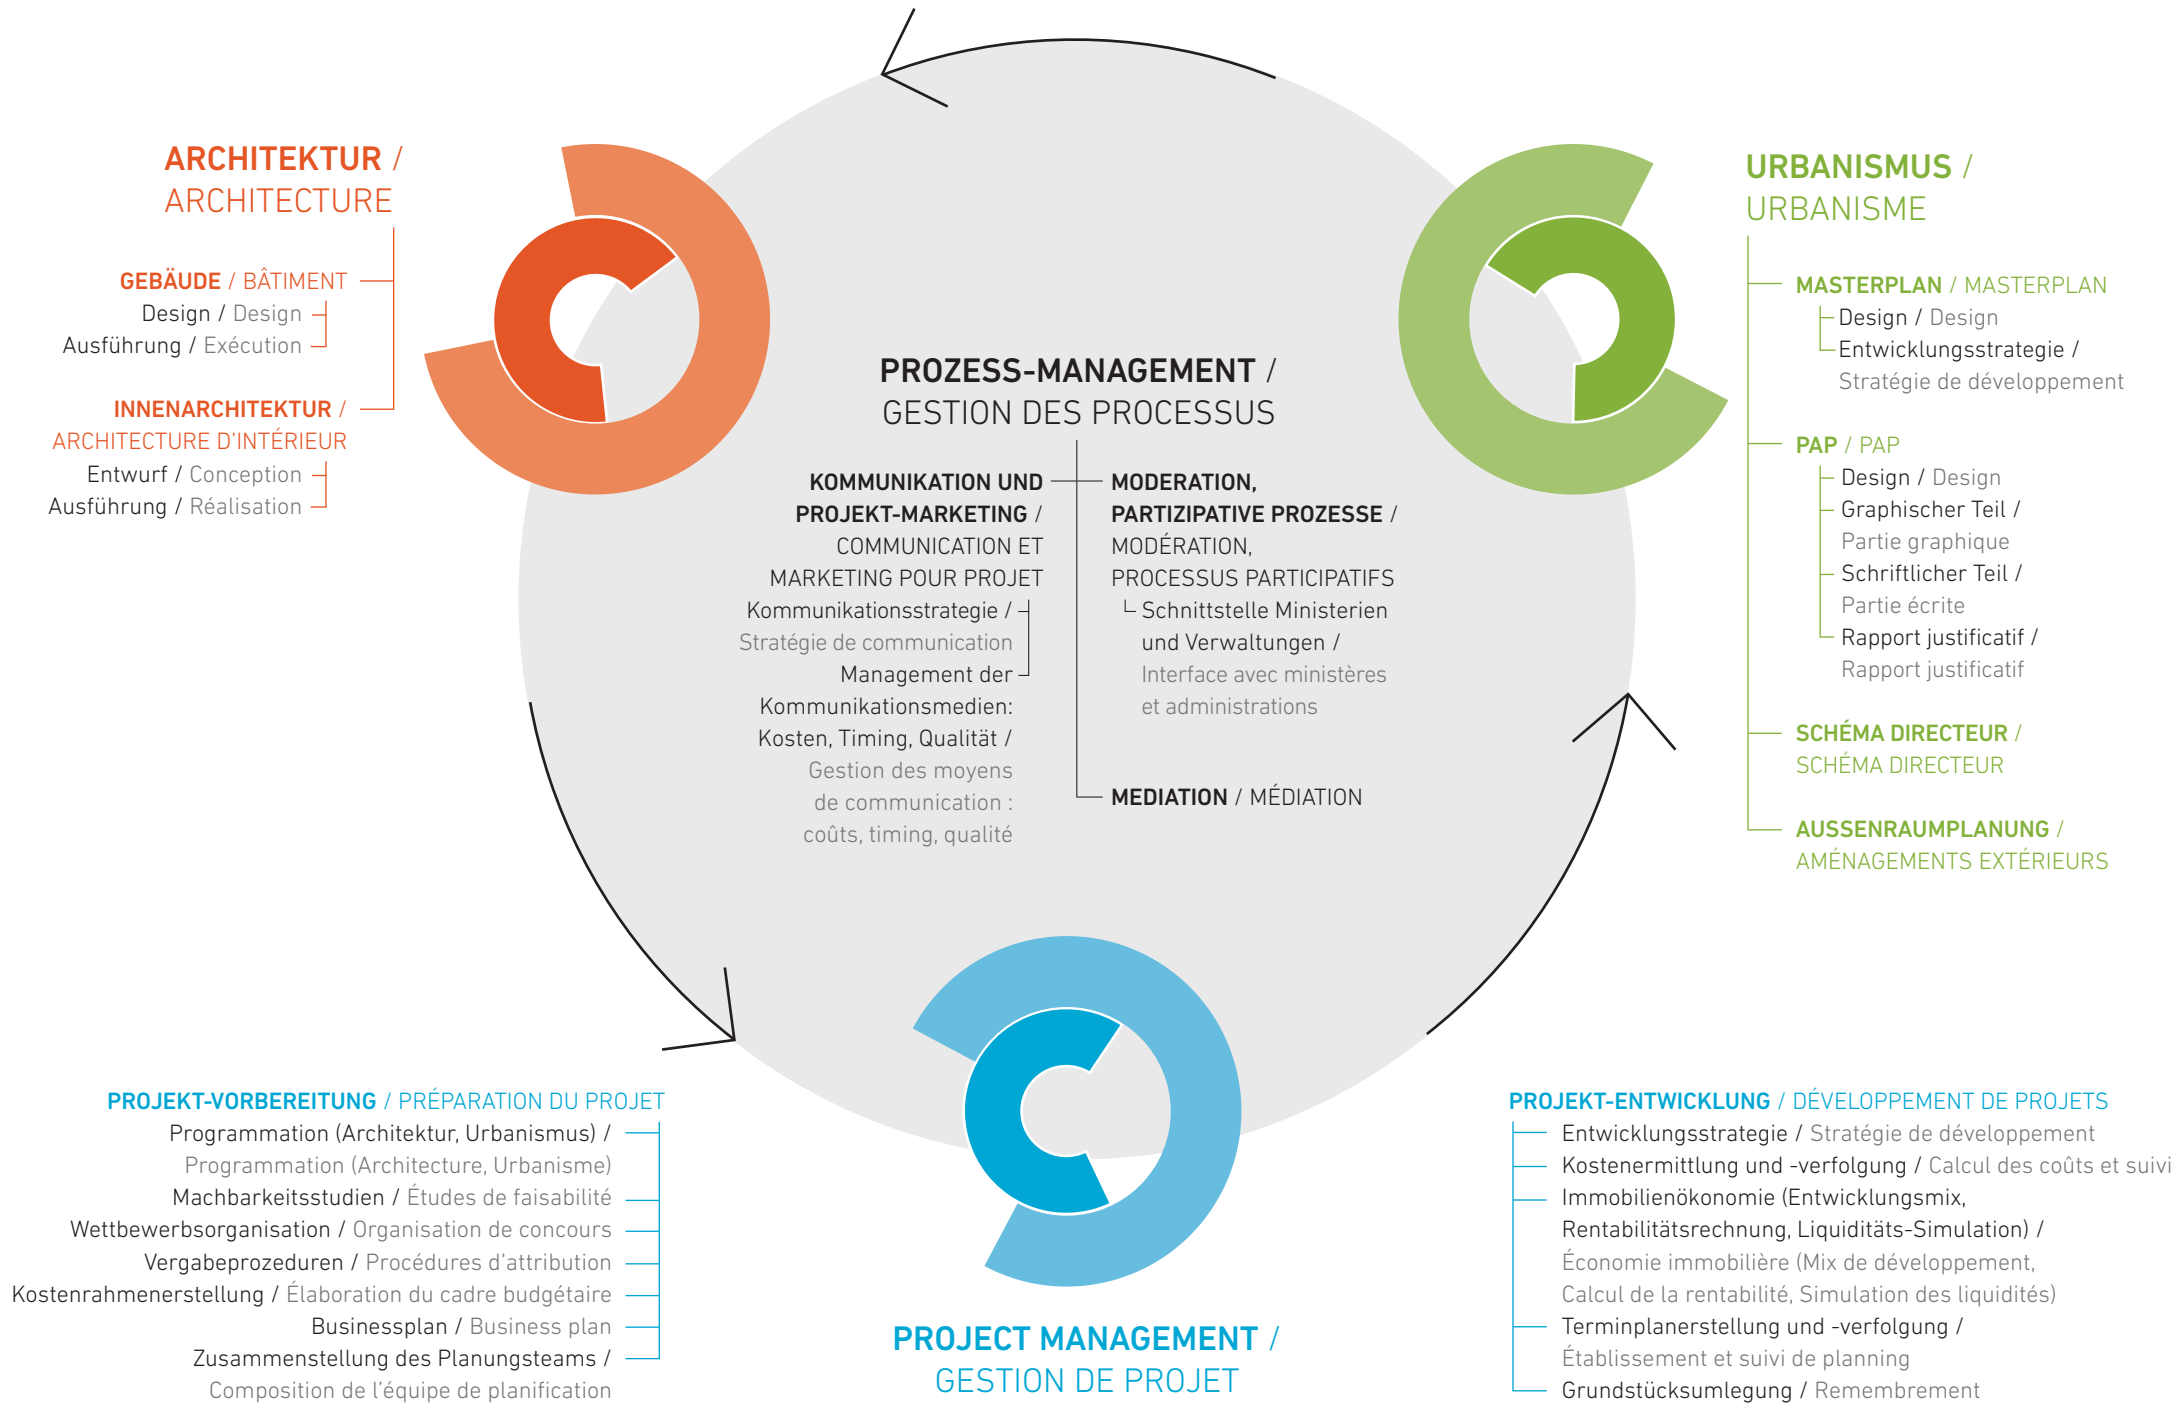 ARCHITEKTUR /
ARCHITECTURE
GEBÄUDE / BÂTIMENT
Design / Design
Ausführung / Exécution
INNENARCHITEKTUR /
ARCHITECTURE D'INTÉRIEUR
Entwurf / Conception
Ausführung / Réalisation
PROZESS-MANAGEMENT /
GESTION DES PROCESSUS
KOMMUNIKATION UND
PROJEKT-MARKETING /
COMMUNICATION ET
MARKETING POUR PROJET
Kommunikationsstrategie /
Stratégie de communication
Management der
Kommunikationsmedien:
Kosten, Timing, Qualität /
Gestion des moyens
de communication :
coûts, timing, qualité
MODERATION,
PARTIZIPATIVE PROZESSE /
MODÉRATION,
PROCESSUS PARTICIPATIFS
Schnittstelle Ministerien
und Verwaltungen /
Interface avec ministères
et administrations
MEDIATION / MÉDIATION
URBANISMUS /
URBANISME
MASTERPLAN / MASTERPLAN
Design / Design
Entwicklungsstrategie /
Stratégie de développement
PAP / PAP
Design / Design
Graphischer Teil /
Partie graphique
Schriftlicher Teil /
Partie écrite
Rapport justificatif /
Rapport justificatif
SCHÉMA DIRECTEUR /
SCHÉMA DIRECTEUR
AUSSENRAUMPLANUNG /
AMÉNAGEMENTS EXTÉRIEURS
PROJEKT-VORBEREITUNG / PRÉPARATION DU PROJET
Programmation (Architektur, Urbanismus) /
Programmation (Architecture, Urbanisme)
Machbarkeitsstudien / Études de faisabilité
Wettbewerbsorganisation / Organisation de concours
Vergabeprozeduren / Procédures d'attribution
Kostenrahmenerstellung / Élaboration du cadre budgétaire
Businessplan / Business plan
Zusammenstellung des Planungsteams /
Composition de l'équipe de planification
PROJECT MANAGEMENT /
GESTION DE PROJET
PROJEKT-ENTWICKLUNG / DÉVELOPPEMENT DE PROJETS
Entwicklungsstrategie / Stratégie de développement
Kostenermittlung und -verfolgung / Calcul des coûts et suivi
Immobilienökonomie (Entwicklungsmix,
Rentabilitätsrechnung, Liquiditäts-Simulation) /
Économie immobilière (Mix de développement,
Calcul de la rentabilité, Simulation des liquidités)
Terminplanerstellung und -verfolgung /
Établissement et suivi de planning
Grundstücksumlegung / Remembrement